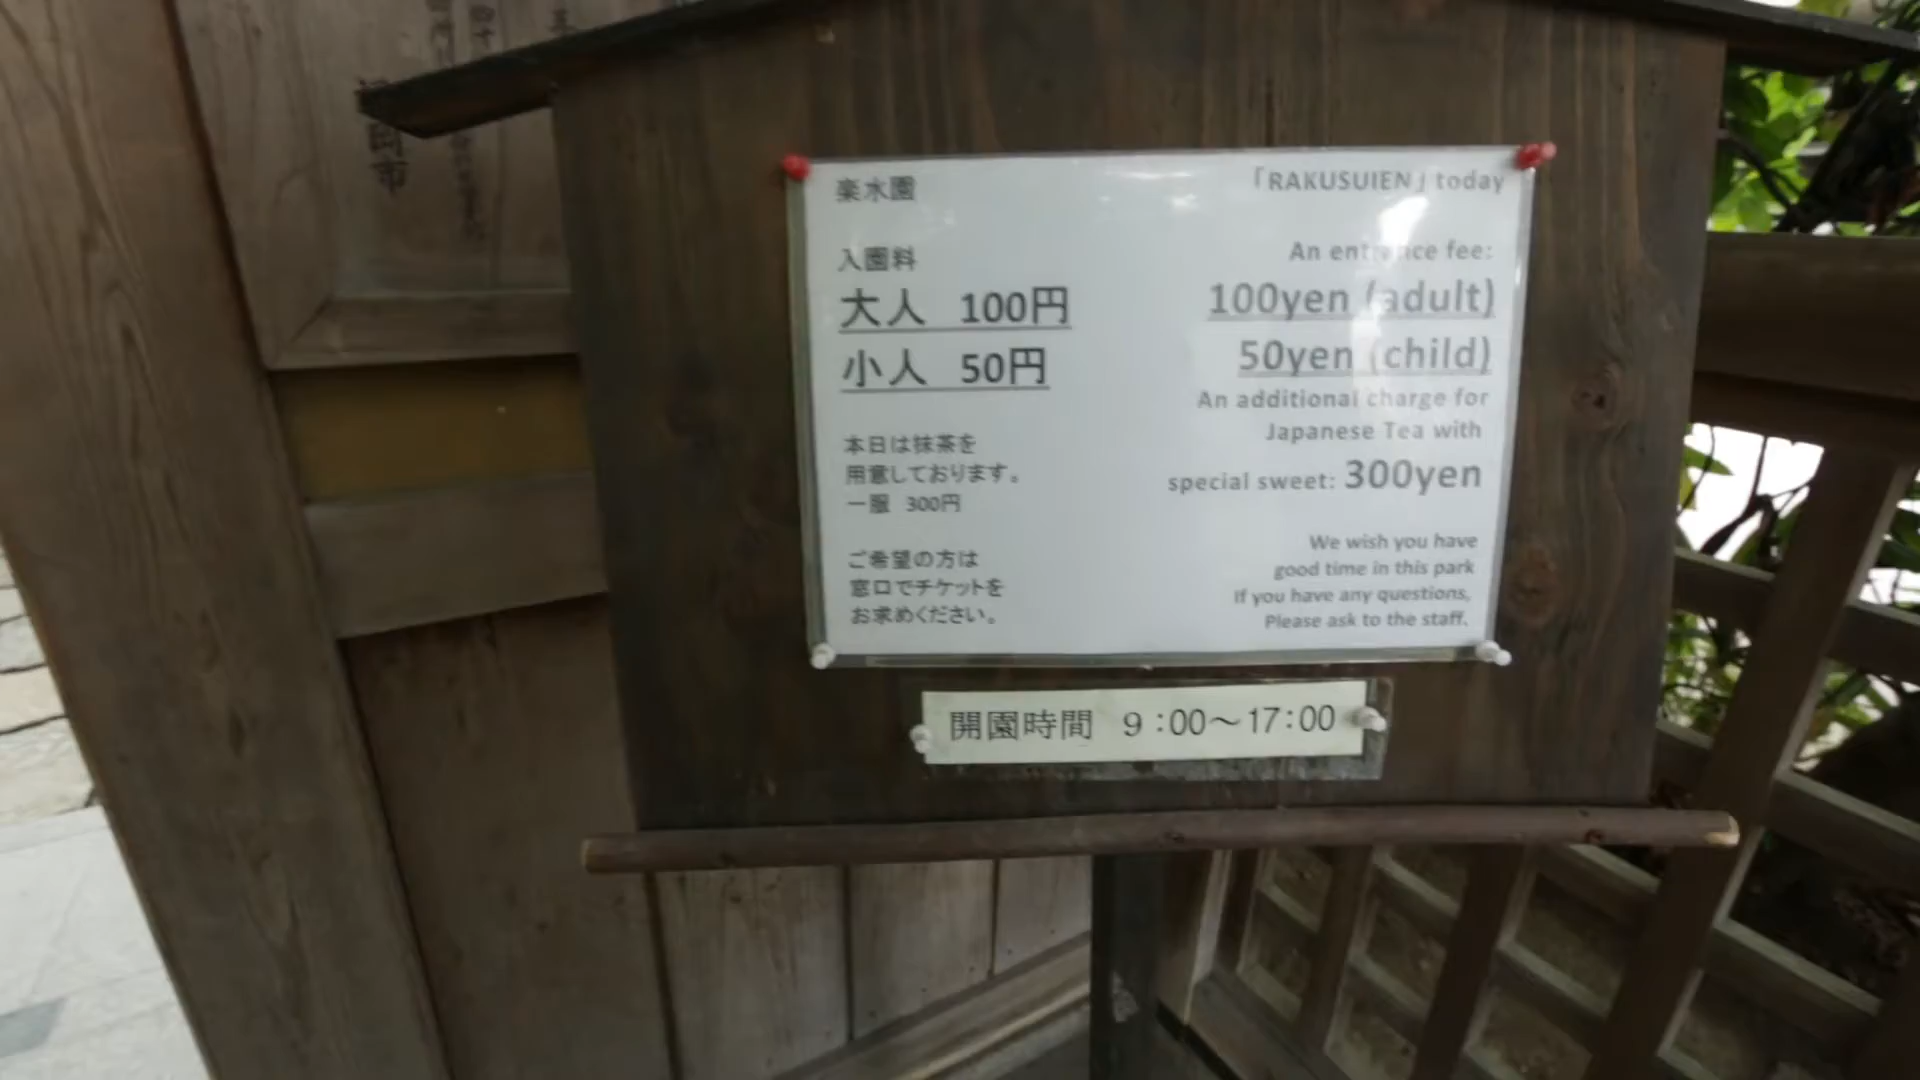 楽水園
入園料
大人 100円
小人 50円
本日は抹茶を
用意しております。
一服 300円
ご希望の方は
窓口でチケットを
お求めください。
「RAKUSUIEN」today
An entrance fee:
100yen (adult)
50yen (child)
An additional charge for
Japanese Tea with
special sweet: 300yen
We wish you have
good time in this park
If you have any questions,
Please ask to the staff.
開園時間 9:00～17:00